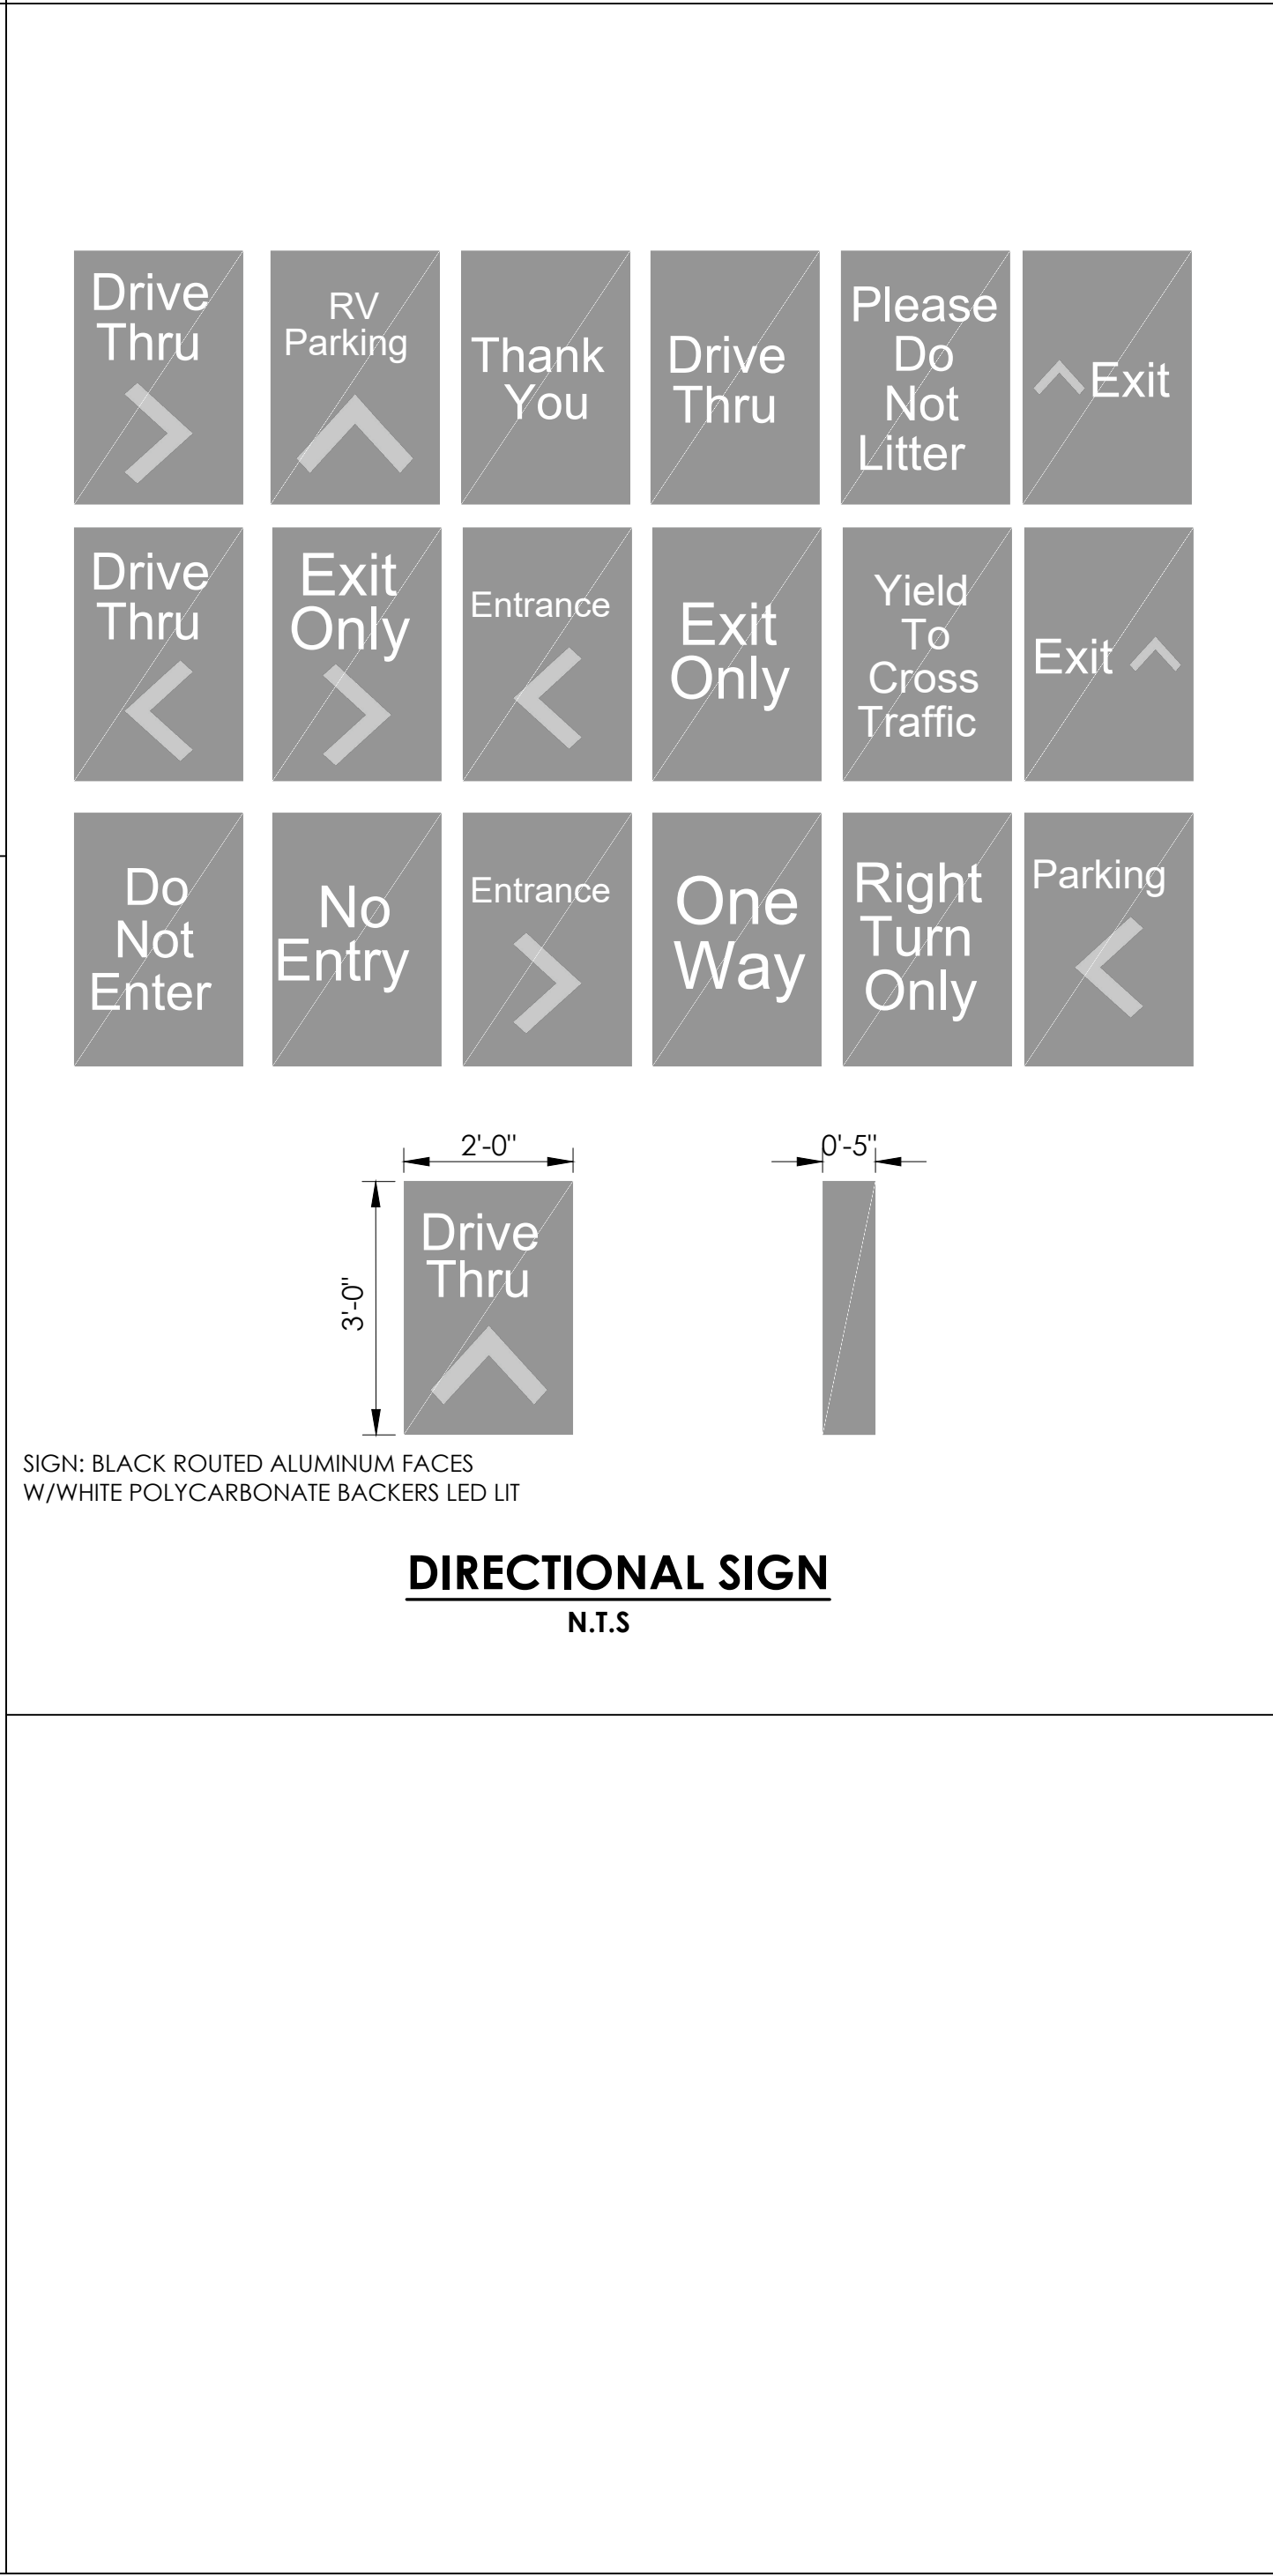 Drive
Thru
RV
Parking
Thank
You
Drive
Thru
Please
Do
Not
Litter
Exit
Drive
Thru
Exit
Only
Entrance
Exit
Only
Yield
To
Cross
Traffic
Exit
Do
Not
Enter
No
Entry
Entrance
One
Way
Right
Turn
Only
Parking
2'-0"
0'-5"
3'-0"
Drive
Thru
SIGN: BLACK ROUTED ALUMINUM FACES
W/WHITE POLYCARBONATE BACKERS LED LIT
DIRECTIONAL SIGN
N.T.S